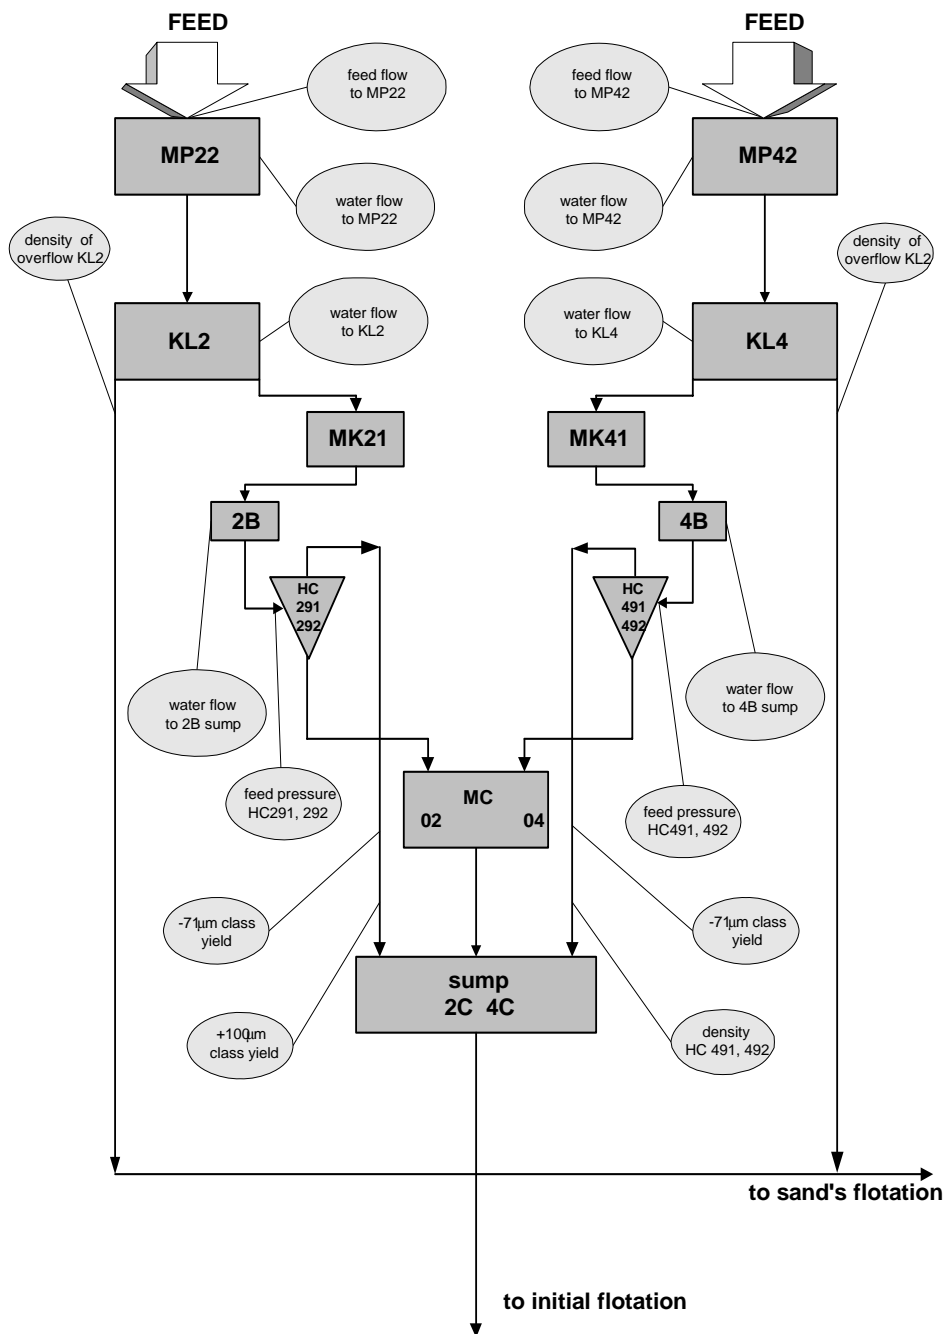 FEED
FEED
feed flow
to MP22
feed flow
to MP42
MP22
MP42
water flow
to MP22
water flow
to MP42
density of
overflow KL2
density of
overflow KL2
water flow
to KL2
water flow
to KL4
KL2
KL4
MK21
MK41
2B
4B
HC
291
292
HC
491
492
water flow
to 2B sump
water flow
to 4B sump
feed pressure
HC291, 292
feed pressure
HC491, 492
MC
02 04
-71µm class
yield
-71µm class
yield
sump
2C 4C
+100µm
class yield
density
HC 491, 492
to sand's flotation
to initial flotation